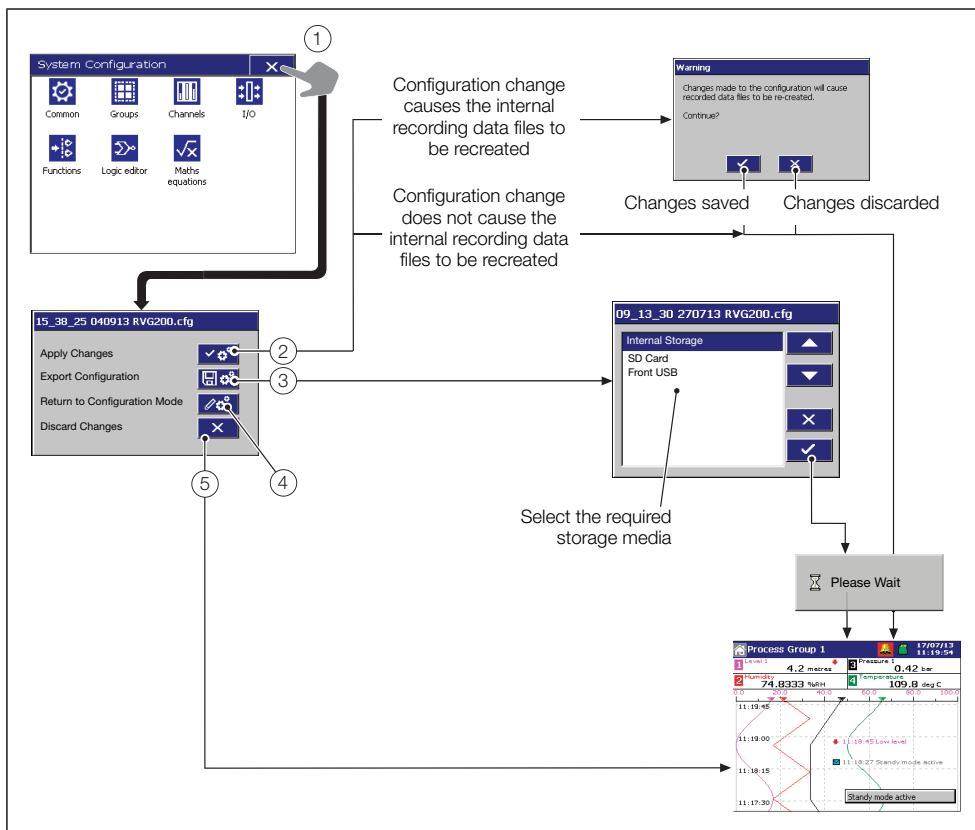 1
System Configuration
Common
Groups
Channels
I/O
Functions
Logic editor
Maths
equations
Configuration change
causes the internal
recording data files to
be recreated
Warning
Changes made to the configuration will cause
recorded data files to be re-created.
Continue?
Changes saved
Changes discarded
Configuration change
does not cause the
internal recording data
files to be recreated
15_38_25 040913 RVG200.cfg
Apply Changes
Export Configuration
Return to Configuration Mode
Discard Changes
2
3
4
5
09_13_30 270713 RVG200.cfg
Internal Storage
SD Card
Front USB
Select the required
storage media
Please Wait
Process Group 1
17/07/13
11:19:54
1 Level 1
4.2 metres
3 Pressure 1
0.42 bar
2 Humidity
74.8333 %RH
4 Temperature
109.8 deg C
0.0 20.0 40.0 60.0 80.0 100.0
11:19:45
11:19:00
11:18:45 Low level
11:18:27 Standy mode active
11:18:15
11:17:30
Standy mode active